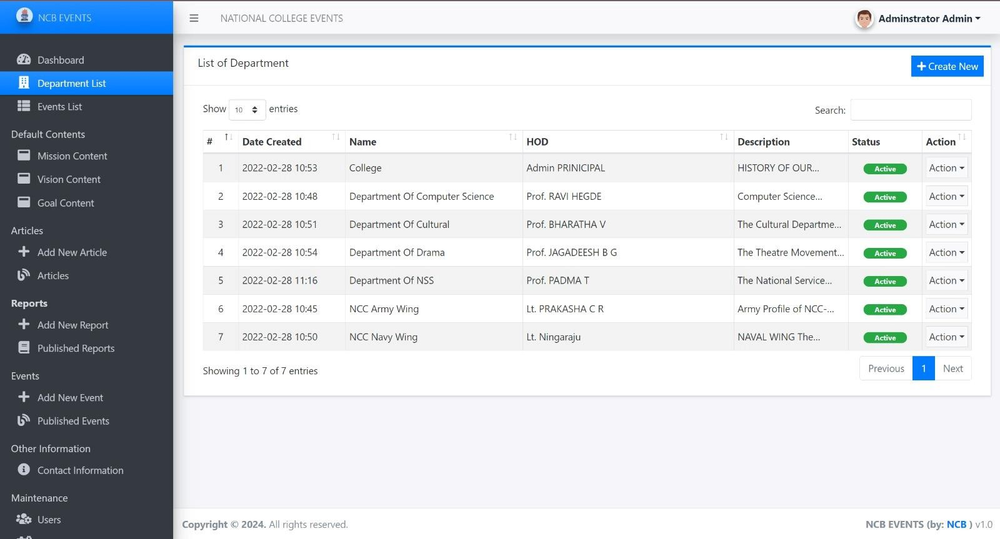 NCB EVENTS
NATIONAL COLLEGE EVENTS
Adminstrator Admin
Dashboard
Department List
Events List
Default Contents
Mission Content
Vision Content
Goal Content
Articles
Add New Article
Articles
Reports
Add New Report
Published Reports
Events
Add New Event
Published Events
Other Information
Contact Information
Maintenance
Users
List of Department
Create New
Show 10 entries
Search:
# Date Created Name HOD Description Status Action
1 2022-02-28 10:53 College Admin PRINICIPAL HISTORY OF OUR... Active Action
2 2022-02-28 10:48 Department Of Computer Science Prof. RAVI HEGDE Computer Science... Active Action
3 2022-02-28 10:51 Department Of Cultural Prof. BHARATHA V The Cultural Departme... Active Action
4 2022-02-28 10:54 Department Of Drama Prof. JAGADEESH B G The Theatre Movement... Active Action
5 2022-02-28 11:16 Department Of NSS Prof. PADMA T The National Service... Active Action
6 2022-02-28 10:45 NCC Army Wing Lt. PRAKASHA C R Army Profile of NCC-... Active Action
7 2022-02-28 10:50 NCC Navy Wing Lt. Ningaraju NAVAL WING The... Active Action
Showing 1 to 7 of 7 entries
Previous 1 Next
Copyright © 2024. All rights reserved.
NCB EVENTS (by: NCB ) v1.0